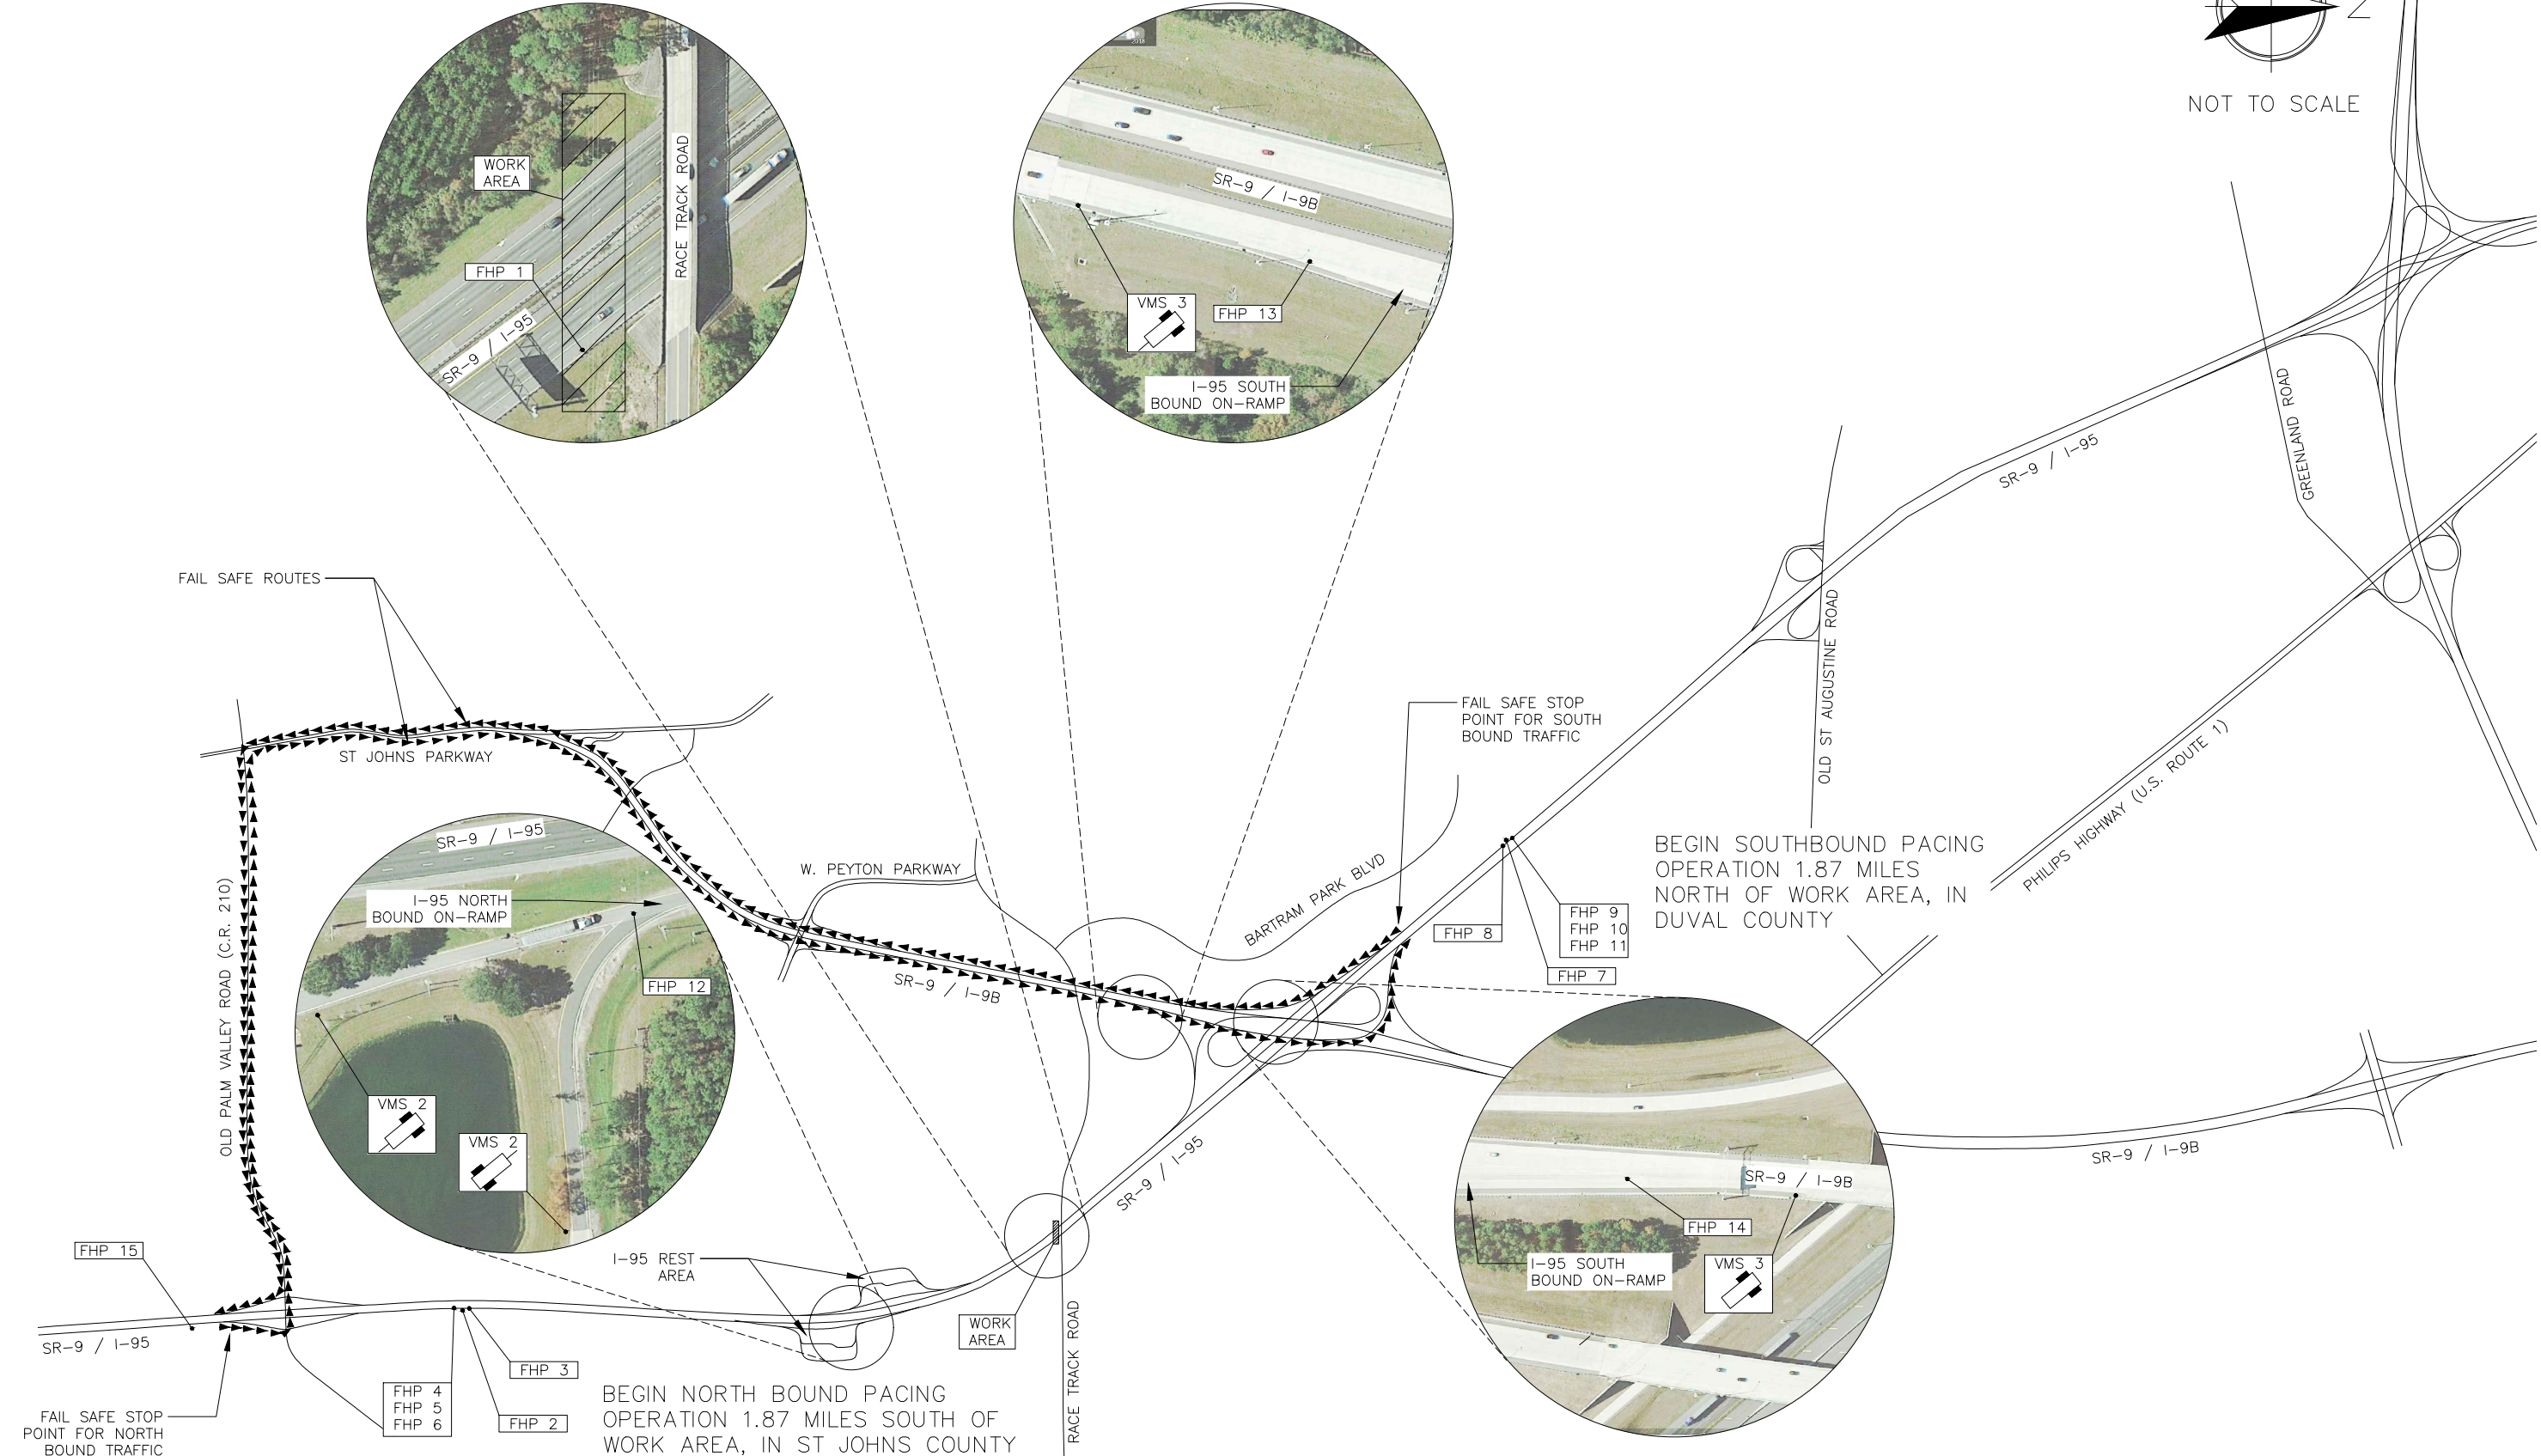 Z
NOT TO SCALE
2018
WORK
AREA
FHP 1
RACE TRACK ROAD
SR-9 / I-95
SR-9 / I-9B
VMS 3
FHP 13
I-95 SOUTH
BOUND ON-RAMP
GREENLAND ROAD
SR-9 / I-95
FAIL SAFE ROUTES
ST JOHNS PARKWAY
FAIL SAFE STOP
POINT FOR SOUTH
BOUND TRAFFIC
OLD ST AUGUSTINE ROAD
PHILIPS HIGHWAY (U.S. ROUTE 1)
BEGIN SOUTHBOUND PACING
OPERATION 1.87 MILES
NORTH OF WORK AREA, IN
DUVAL COUNTY
W. PEYTON PARKWAY
BARTRAM PARK BLVD
FHP 8
FHP 9
FHP 10
FHP 11
FHP 7
OLD PALM VALLEY ROAD (C.R. 210)
SR-9 / I-95
I-95 NORTH
BOUND ON-RAMP
FHP 12
VMS 2
VMS 2
SR-9 / I-9B
SR-9 / I-95
SR-9 / I-9B
FHP 14
I-95 SOUTH
BOUND ON-RAMP
VMS 3
SR-9 / I-9B
FHP 15
I-95 REST
AREA
WORK
AREA
RACE TRACK ROAD
SR-9 / I-95
FHP 3
FHP 4
FHP 5
FHP 6
FHP 2
FAIL SAFE STOP
POINT FOR NORTH
BOUND TRAFFIC
BEGIN NORTH BOUND PACING
OPERATION 1.87 MILES SOUTH OF
WORK AREA, IN ST JOHNS COUNTY